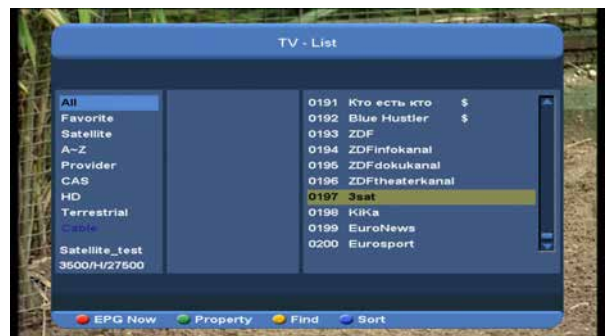 TV - List
All
Favorite
Satellite
A~Z
Provider
CAS
HD
Terrestrial
Cable
Satellite_test
3500/H/27500
0191 Кто есть кто $
0192 Blue Hustler $
0193 ZDF
0194 ZDFinfokanal
0195 ZDFdokukanal
0196 ZDFtheaterkanal
0197 3sat
0198 KiKa
0199 EuroNews
0200 Eurosport
EPG Now Property Find Sort